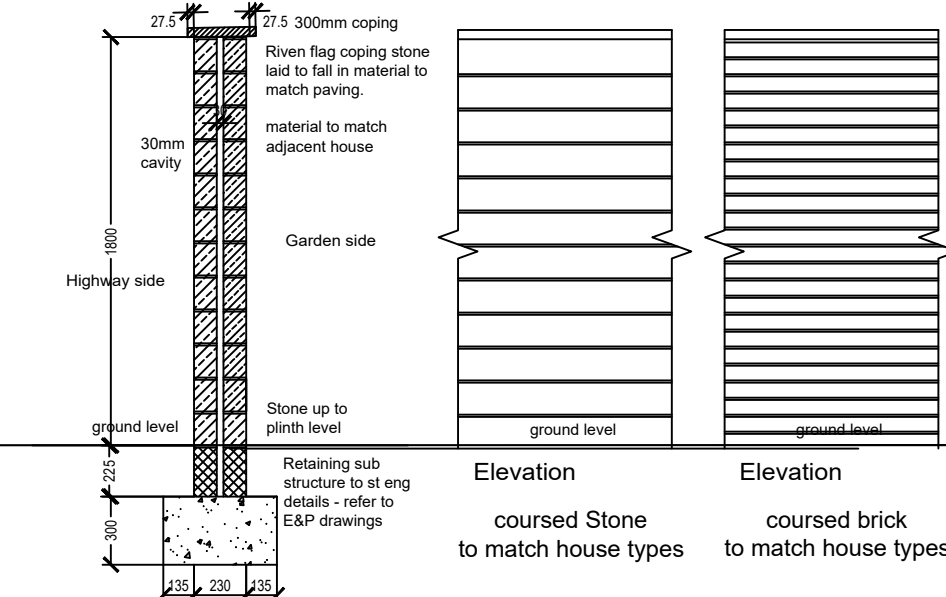 27.5
27.5 300mm coping
Riven flag coping stone
laid to fall in material to
match paving.
material to match
adjacent house
30mm
cavity
1800
Garden side
Highway side
Stone up to
plinth level
ground level
225
Retaining sub
structure to st eng
details - refer to
E&P drawings
300
135 230 135
ground level
Elevation
coursed Stone
to match house types
ground level
Elevation
coursed brick
to match house types